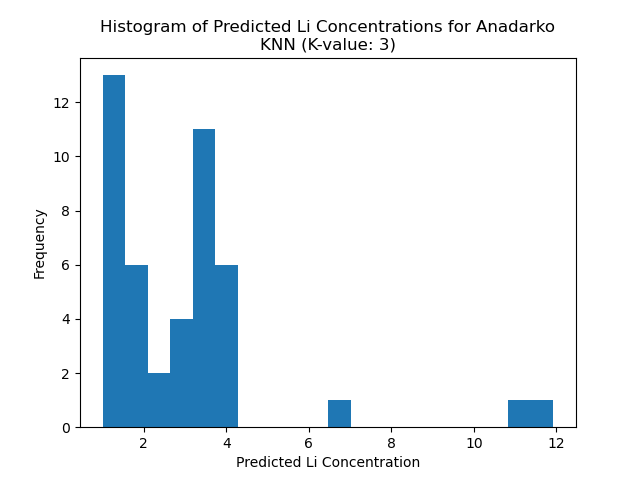 Histogram of Predicted Li Concentrations for Anadarko
KNN (K-value: 3)
12
10
8
6
4
2
0
Frequency
2 4 6 8 10 12
Predicted Li Concentration